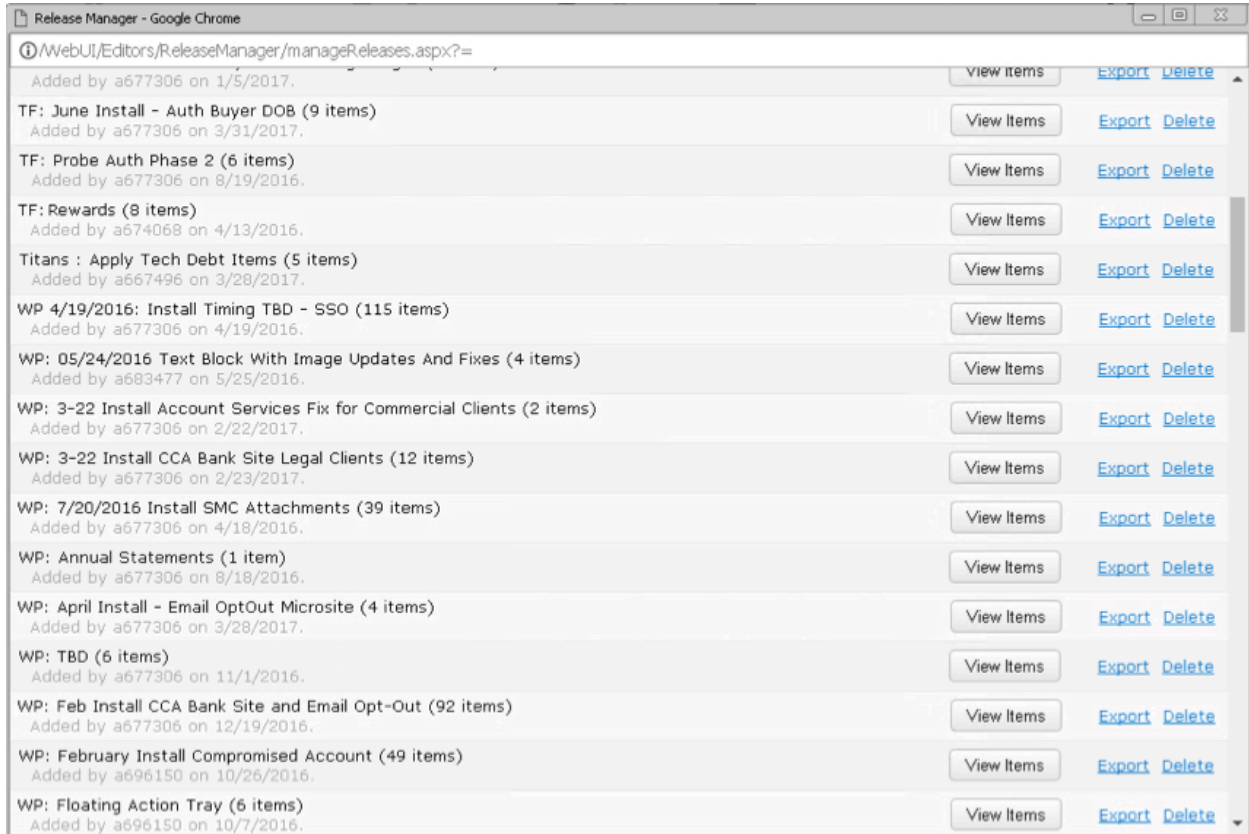 Release Manager - Google Chrome
/WebUI/Editors/ReleaseManager/manageReleases.aspx?=
Added by a677306 on 1/5/2017. View Items Export Delete
TF: June Install - Auth Buyer DOB (9 items)
Added by a677306 on 3/31/2017. View Items Export Delete
TF: Probe Auth Phase 2 (6 items)
Added by a677306 on 8/19/2016. View Items Export Delete
TF: Rewards (8 items)
Added by a674068 on 4/13/2016. View Items Export Delete
Titans : Apply Tech Debt Items (5 items)
Added by a667496 on 3/28/2017. View Items Export Delete
WP 4/19/2016: Install Timing TBD - SSO (115 items)
Added by a677306 on 4/19/2016. View Items Export Delete
WP: 05/24/2016 Text Block With Image Updates And Fixes (4 items)
Added by a683477 on 5/25/2016. View Items Export Delete
WP: 3-22 Install Account Services Fix for Commercial Clients (2 items)
Added by a677306 on 2/22/2017. View Items Export Delete
WP: 3-22 Install CCA Bank Site Legal Clients (12 items)
Added by a677306 on 2/23/2017. View Items Export Delete
WP: 7/20/2016 Install SMC Attachments (39 items)
Added by a677306 on 4/18/2016. View Items Export Delete
WP: Annual Statements (1 item)
Added by a677306 on 8/18/2016. View Items Export Delete
WP: April Install - Email OptOut Microsite (4 items)
Added by a677306 on 3/28/2017. View Items Export Delete
WP: TBD (6 items)
Added by a677306 on 11/1/2016. View Items Export Delete
WP: Feb Install CCA Bank Site and Email Opt-Out (92 items)
Added by a677306 on 12/19/2016. View Items Export Delete
WP: February Install Compromised Account (49 items)
Added by a696150 on 10/26/2016. View Items Export Delete
WP: Floating Action Tray (6 items)
Added by a696150 on 10/7/2016. View Items Export Delete